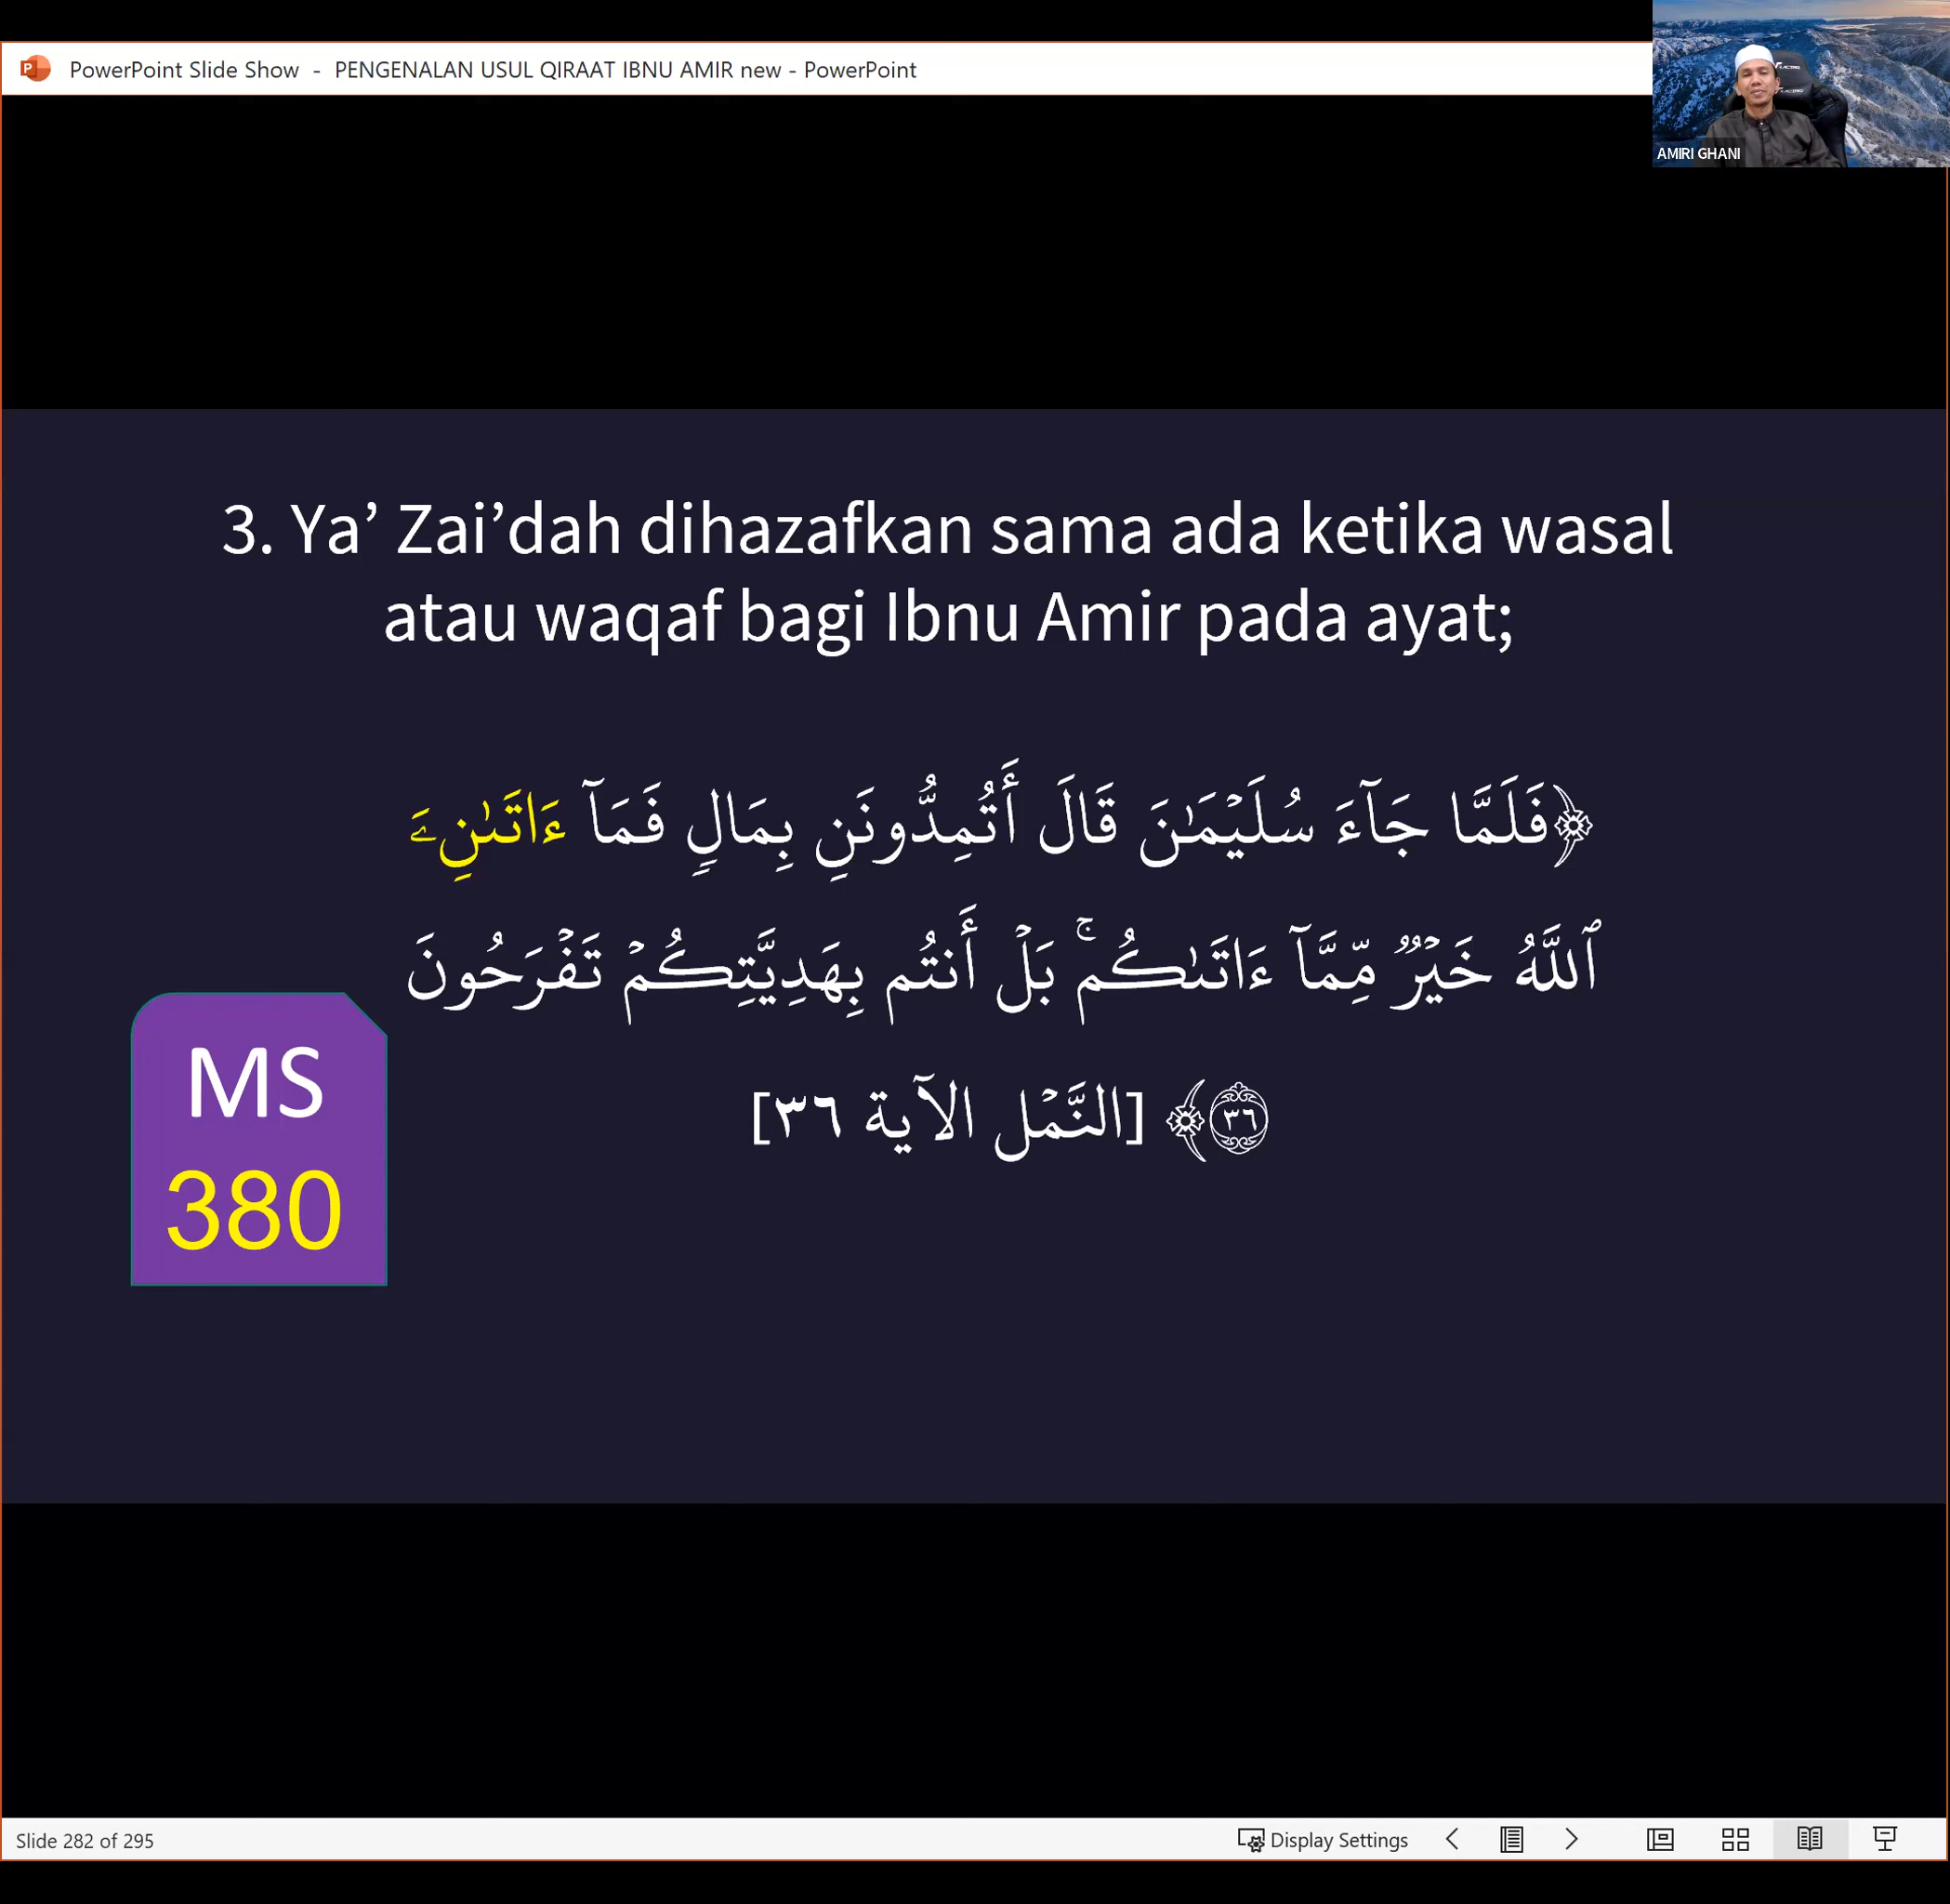 PowerPoint Slide Show - PENGENALAN USUL QIRAAT IBNU AMIR new - PowerPoint
AMIRI GHANI
3. Ya’ Zai’dah dihazafkan sama ada ketika wasal
atau waqaf bagi Ibnu Amir pada ayat;
﴿فَلَمَّا جَآءَ سُلَيۡمَٰنَ قَالَ أَتُمِدُّونَنِ بِمَالٖ فَمَآ ءَاتَىٰنِۦَ
ٱللَّهُ خَيۡرٞ مِّمَّآ ءَاتَىٰكُمۚ بَلۡ أَنتُم بِهَدِيَّتِكُمۡ تَفۡرَحُونَ
٣٦﴾ [النَّمۡل الآية ٣٦]
MS
380
Slide 282 of 295
Display Settings